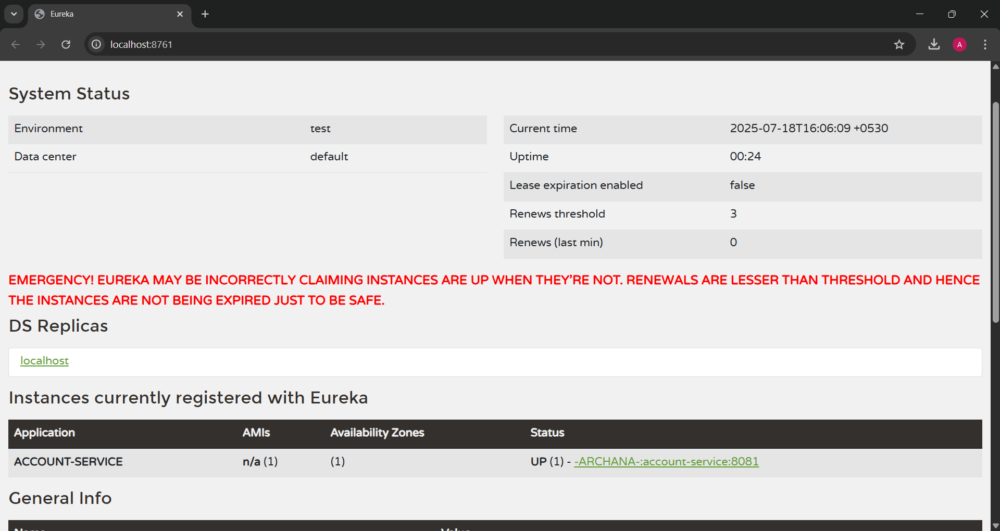 Eureka
localhost:8761
A
System Status
Environment test
Data center default
Current time 2025-07-18T16:06:09 +0530
Uptime 00:24
Lease expiration enabled false
Renews threshold 3
Renews (last min) 0
EMERGENCY! EUREKA MAY BE INCORRECTLY CLAIMING INSTANCES ARE UP WHEN THEY'RE NOT. RENEWALS ARE LESSER THAN THRESHOLD AND HENCE
THE INSTANCES ARE NOT BEING EXPIRED JUST TO BE SAFE.
DS Replicas
localhost
Instances currently registered with Eureka
Application AMIs Availability Zones Status
ACCOUNT-SERVICE n/a (1) (1) UP (1) - -ARCHANA-:account-service:8081
General Info
Name Value